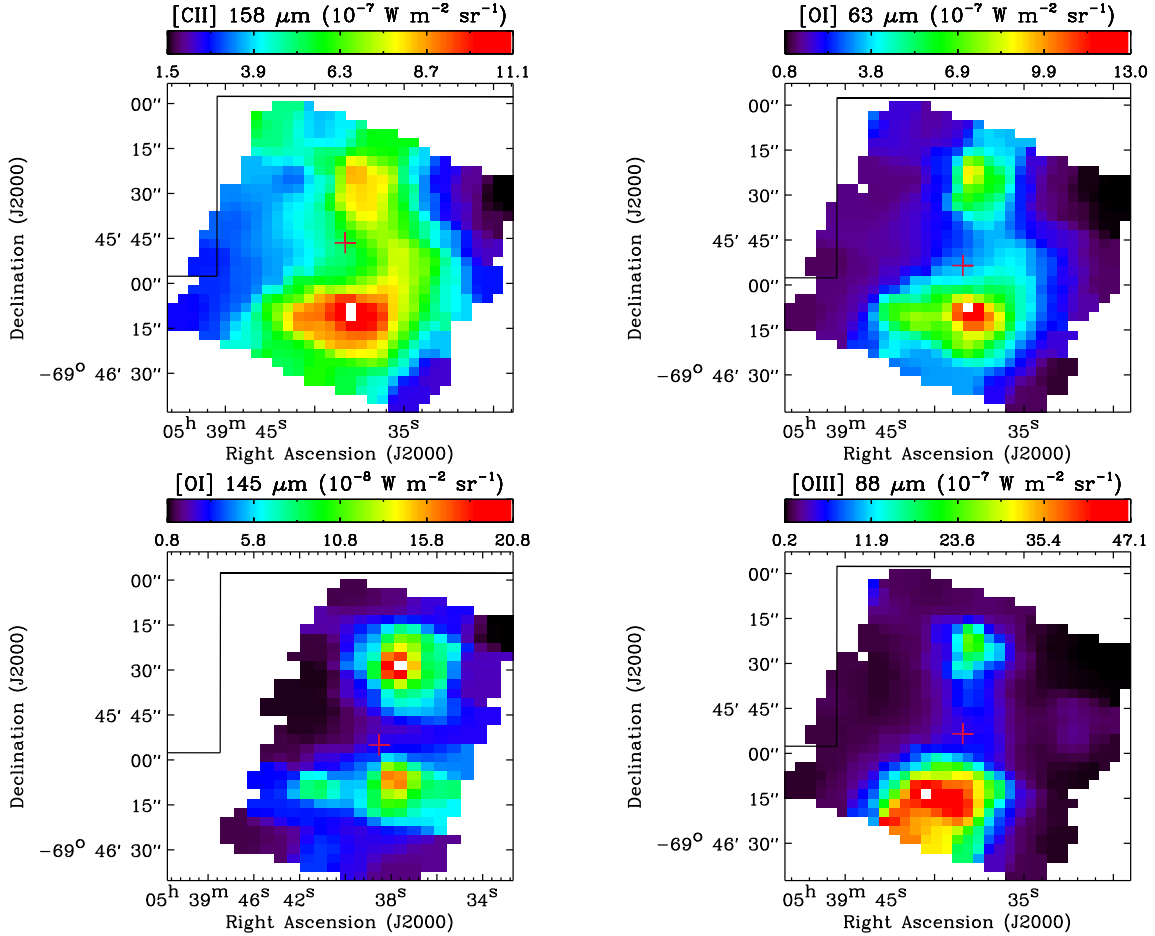 [CII] 158 μm (10⁻⁷ W m⁻² sr⁻¹)
1.5 3.9 6.3 8.7 11.1
00″
15″
30″
45′ 45″
00″
15″
−69° 46′ 30″
Declination (J2000)
05ʰ 39ᵐ 45ˢ 35ˢ
Right Ascension (J2000)
[OI] 63 μm (10⁻⁷ W m⁻² sr⁻¹)
0.8 3.8 6.9 9.9 13.0
00″
15″
30″
45′ 45″
00″
15″
−69° 46′ 30″
Declination (J2000)
05ʰ 39ᵐ 45ˢ 35ˢ
Right Ascension (J2000)
[OI] 145 μm (10⁻⁸ W m⁻² sr⁻¹)
0.8 5.8 10.8 15.8 20.8
00″
15″
30″
45′ 45″
00″
15″
−69° 46′ 30″
Declination (J2000)
05ʰ 39ᵐ 46ˢ 42ˢ 38ˢ 34ˢ
Right Ascension (J2000)
[OIII] 88 μm (10⁻⁷ W m⁻² sr⁻¹)
0.2 11.9 23.6 35.4 47.1
00″
15″
30″
45′ 45″
00″
15″
−69° 46′ 30″
Declination (J2000)
05ʰ 39ᵐ 45ˢ 35ˢ
Right Ascension (J2000)